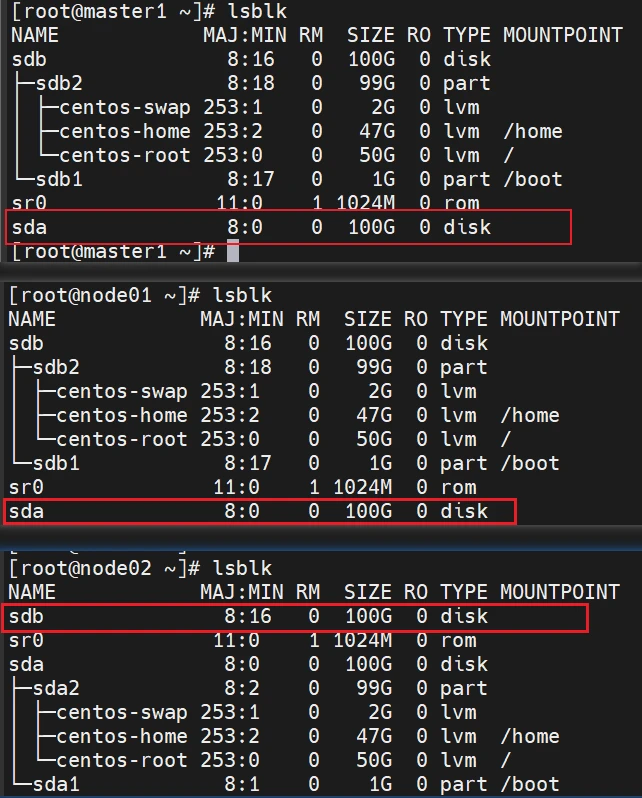 [root@master1 ~]# lsblk
NAME MAJ:MIN RM SIZE RO TYPE MOUNTPOINT
sdb 8:16 0 100G 0 disk
├─sdb2 8:18 0 99G 0 part
│ ├─centos-swap 253:1 0 2G 0 lvm
│ ├─centos-home 253:2 0 47G 0 lvm /home
│ └─centos-root 253:0 0 50G 0 lvm /
└─sdb1 8:17 0 1G 0 part /boot
sr0 11:0 1 1024M 0 rom
sda 8:0 0 100G 0 disk
[root@master1 ~]#
[root@node01 ~]# lsblk
NAME MAJ:MIN RM SIZE RO TYPE MOUNTPOINT
sdb 8:16 0 100G 0 disk
├─sdb2 8:18 0 99G 0 part
│ ├─centos-swap 253:1 0 2G 0 lvm
│ ├─centos-home 253:2 0 47G 0 lvm /home
│ └─centos-root 253:0 0 50G 0 lvm /
└─sdb1 8:17 0 1G 0 part /boot
sr0 11:0 1 1024M 0 rom
sda 8:0 0 100G 0 disk
[root@node02 ~]# lsblk
NAME MAJ:MIN RM SIZE RO TYPE MOUNTPOINT
sdb 8:16 0 100G 0 disk
sr0 11:0 1 1024M 0 rom
sda 8:0 0 100G 0 disk
├─sda2 8:2 0 99G 0 part
│ ├─centos-swap 253:1 0 2G 0 lvm
│ ├─centos-home 253:2 0 47G 0 lvm /home
│ └─centos-root 253:0 0 50G 0 lvm /
└─sda1 8:1 0 1G 0 part /boot